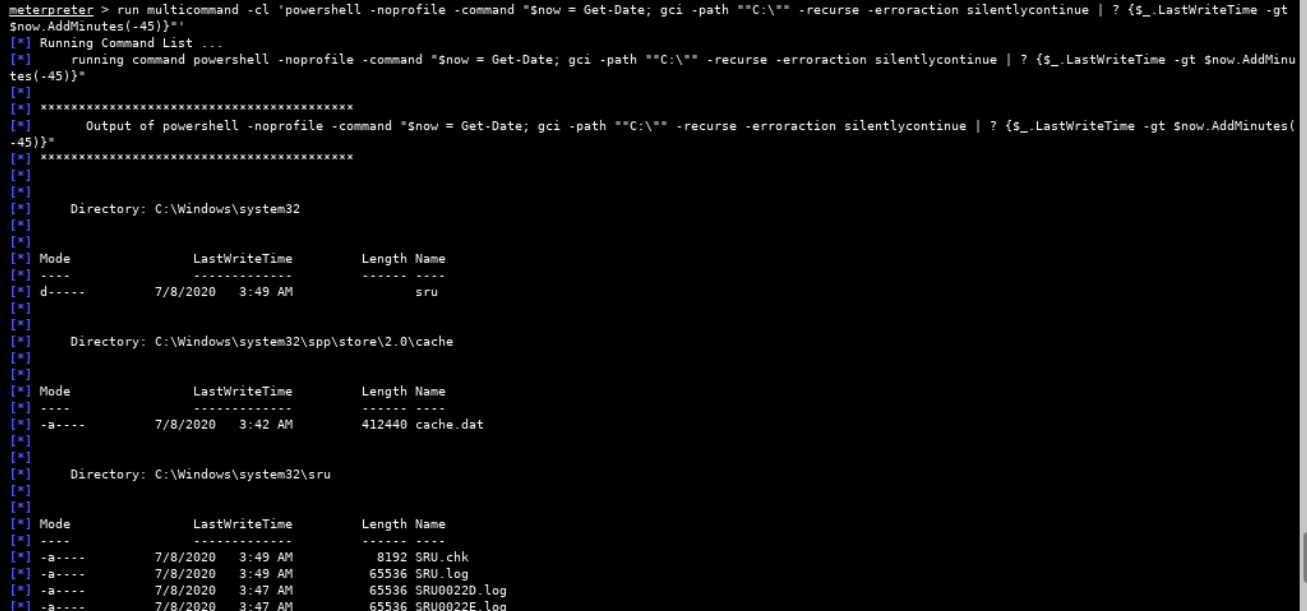 meterpreter > run multicommand -cl 'powershell -noprofile -command "$now = Get-Date; gci -path ""C:\"" -recurse -erroraction silentlycontinue | ? {$_.LastWriteTime -gt
$now.AddMinutes(-45)}"'
[*] Running Command List ...
[*]     running command powershell -noprofile -command "$now = Get-Date; gci -path ""C:\"" -recurse -erroraction silentlycontinue | ? {$_.LastWriteTime -gt $now.AddMinu
tes(-45)}"
[*]
[*] *****************************************
[*]       Output of powershell -noprofile -command "$now = Get-Date; gci -path ""C:\"" -recurse -erroraction silentlycontinue | ? {$_.LastWriteTime -gt $now.AddMinutes(
-45)}"
[*] *****************************************
[*]
[*]
[*]     Directory: C:\Windows\system32
[*]
[*]
[*] Mode                LastWriteTime         Length Name
[*] ----                -------------         ------ ----
[*] d-----         7/8/2020   3:49 AM                sru
[*]
[*]
[*]     Directory: C:\Windows\system32\spp\store\2.0\cache
[*]
[*]
[*] Mode                LastWriteTime         Length Name
[*] ----                -------------         ------ ----
[*] -a----         7/8/2020   3:42 AM         412440 cache.dat
[*]
[*]
[*]     Directory: C:\Windows\system32\sru
[*]
[*]
[*] Mode                LastWriteTime         Length Name
[*] ----                -------------         ------ ----
[*] -a----         7/8/2020   3:49 AM           8192 SRU.chk
[*] -a----         7/8/2020   3:49 AM          65536 SRU.log
[*] -a----         7/8/2020   3:47 AM          65536 SRU0022D.log
[*] -a----         7/8/2020   3:47 AM          65536 SRU0022E.log